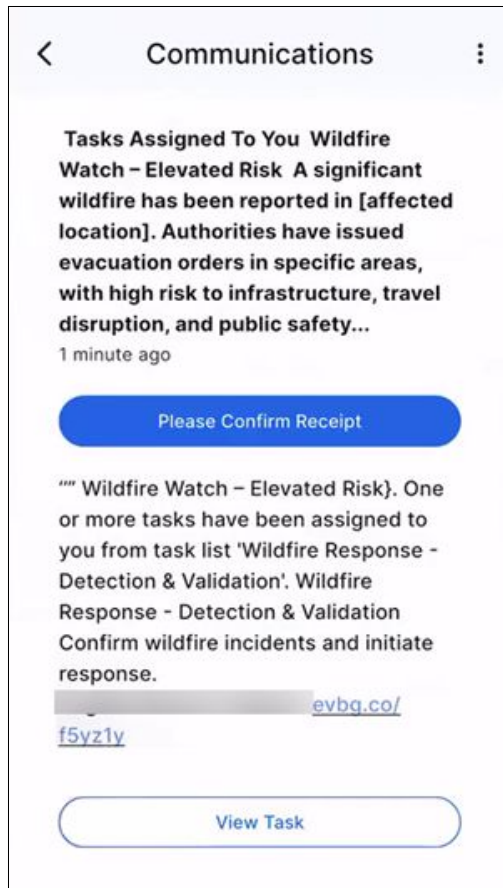 Communications
Tasks Assigned To You Wildfire
Watch – Elevated Risk A significant
wildfire has been reported in [affected
location]. Authorities have issued
evacuation orders in specific areas,
with high risk to infrastructure, travel
disruption, and public safety...
1 minute ago
Please Confirm Receipt
“” Wildfire Watch – Elevated Risk}. One
or more tasks have been assigned to
you from task list 'Wildfire Response -
Detection & Validation'. Wildfire
Response - Detection & Validation
Confirm wildfire incidents and initiate
response.
evbg.co/
f5yz1y
View Task